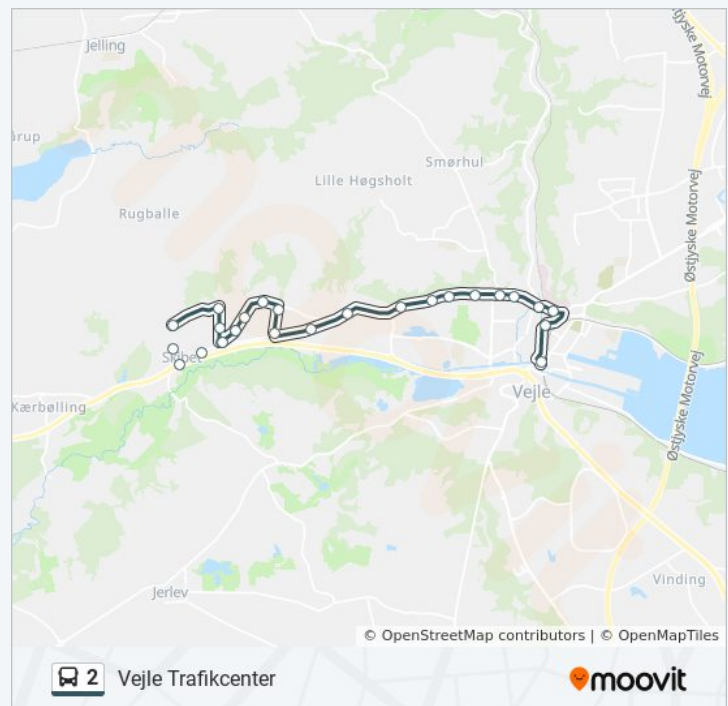 Jelling
Østjyske Motorvej
Smørhul
Lille Høgsholt
Rugballe
Østjyske Motorvej
Skibet
Kærbølling
Vejle
Østjyske Motorvej
Vinding
Jerlev
© OpenStreetMap contributors | © OpenMapTiles
2 Vejle Trafikcenter
moovit